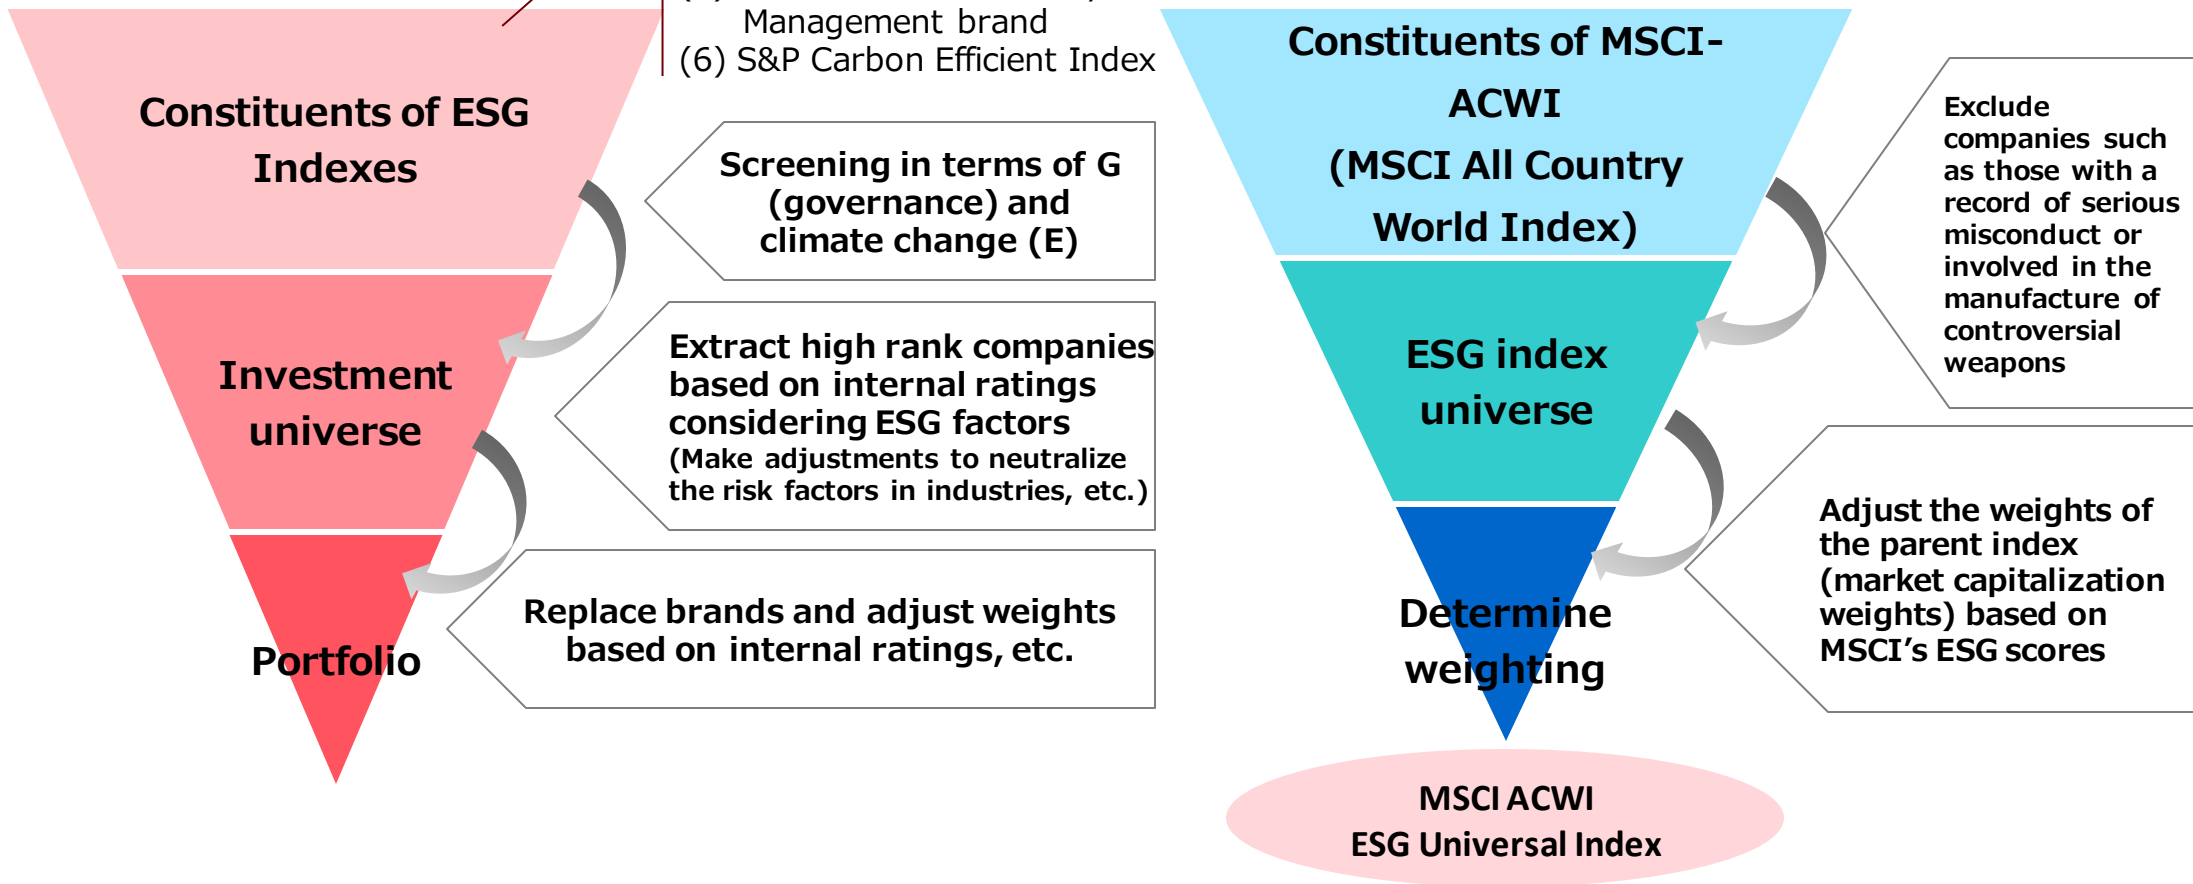 Management brand
(6) S&P Carbon Efficient Index
Constituents of ESG
Indexes
Screening in terms of G
(governance) and
climate change (E)
Investment
universe
Extract high rank companies
based on internal ratings
considering ESG factors
(Make adjustments to neutralize
the risk factors in industries, etc.)
Portfolio
Replace brands and adjust weights
based on internal ratings, etc.
Constituents of MSCI-
ACWI
(MSCI All Country
World Index)
Exclude
companies such
as those with a
record of serious
misconduct or
involved in the
manufacture of
controversial
weapons
ESG index
universe
Adjust the weights of
the parent index
(market capitalization
weights) based on
MSCI’s ESG scores
Determine
weighting
MSCI ACWI
ESG Universal Index